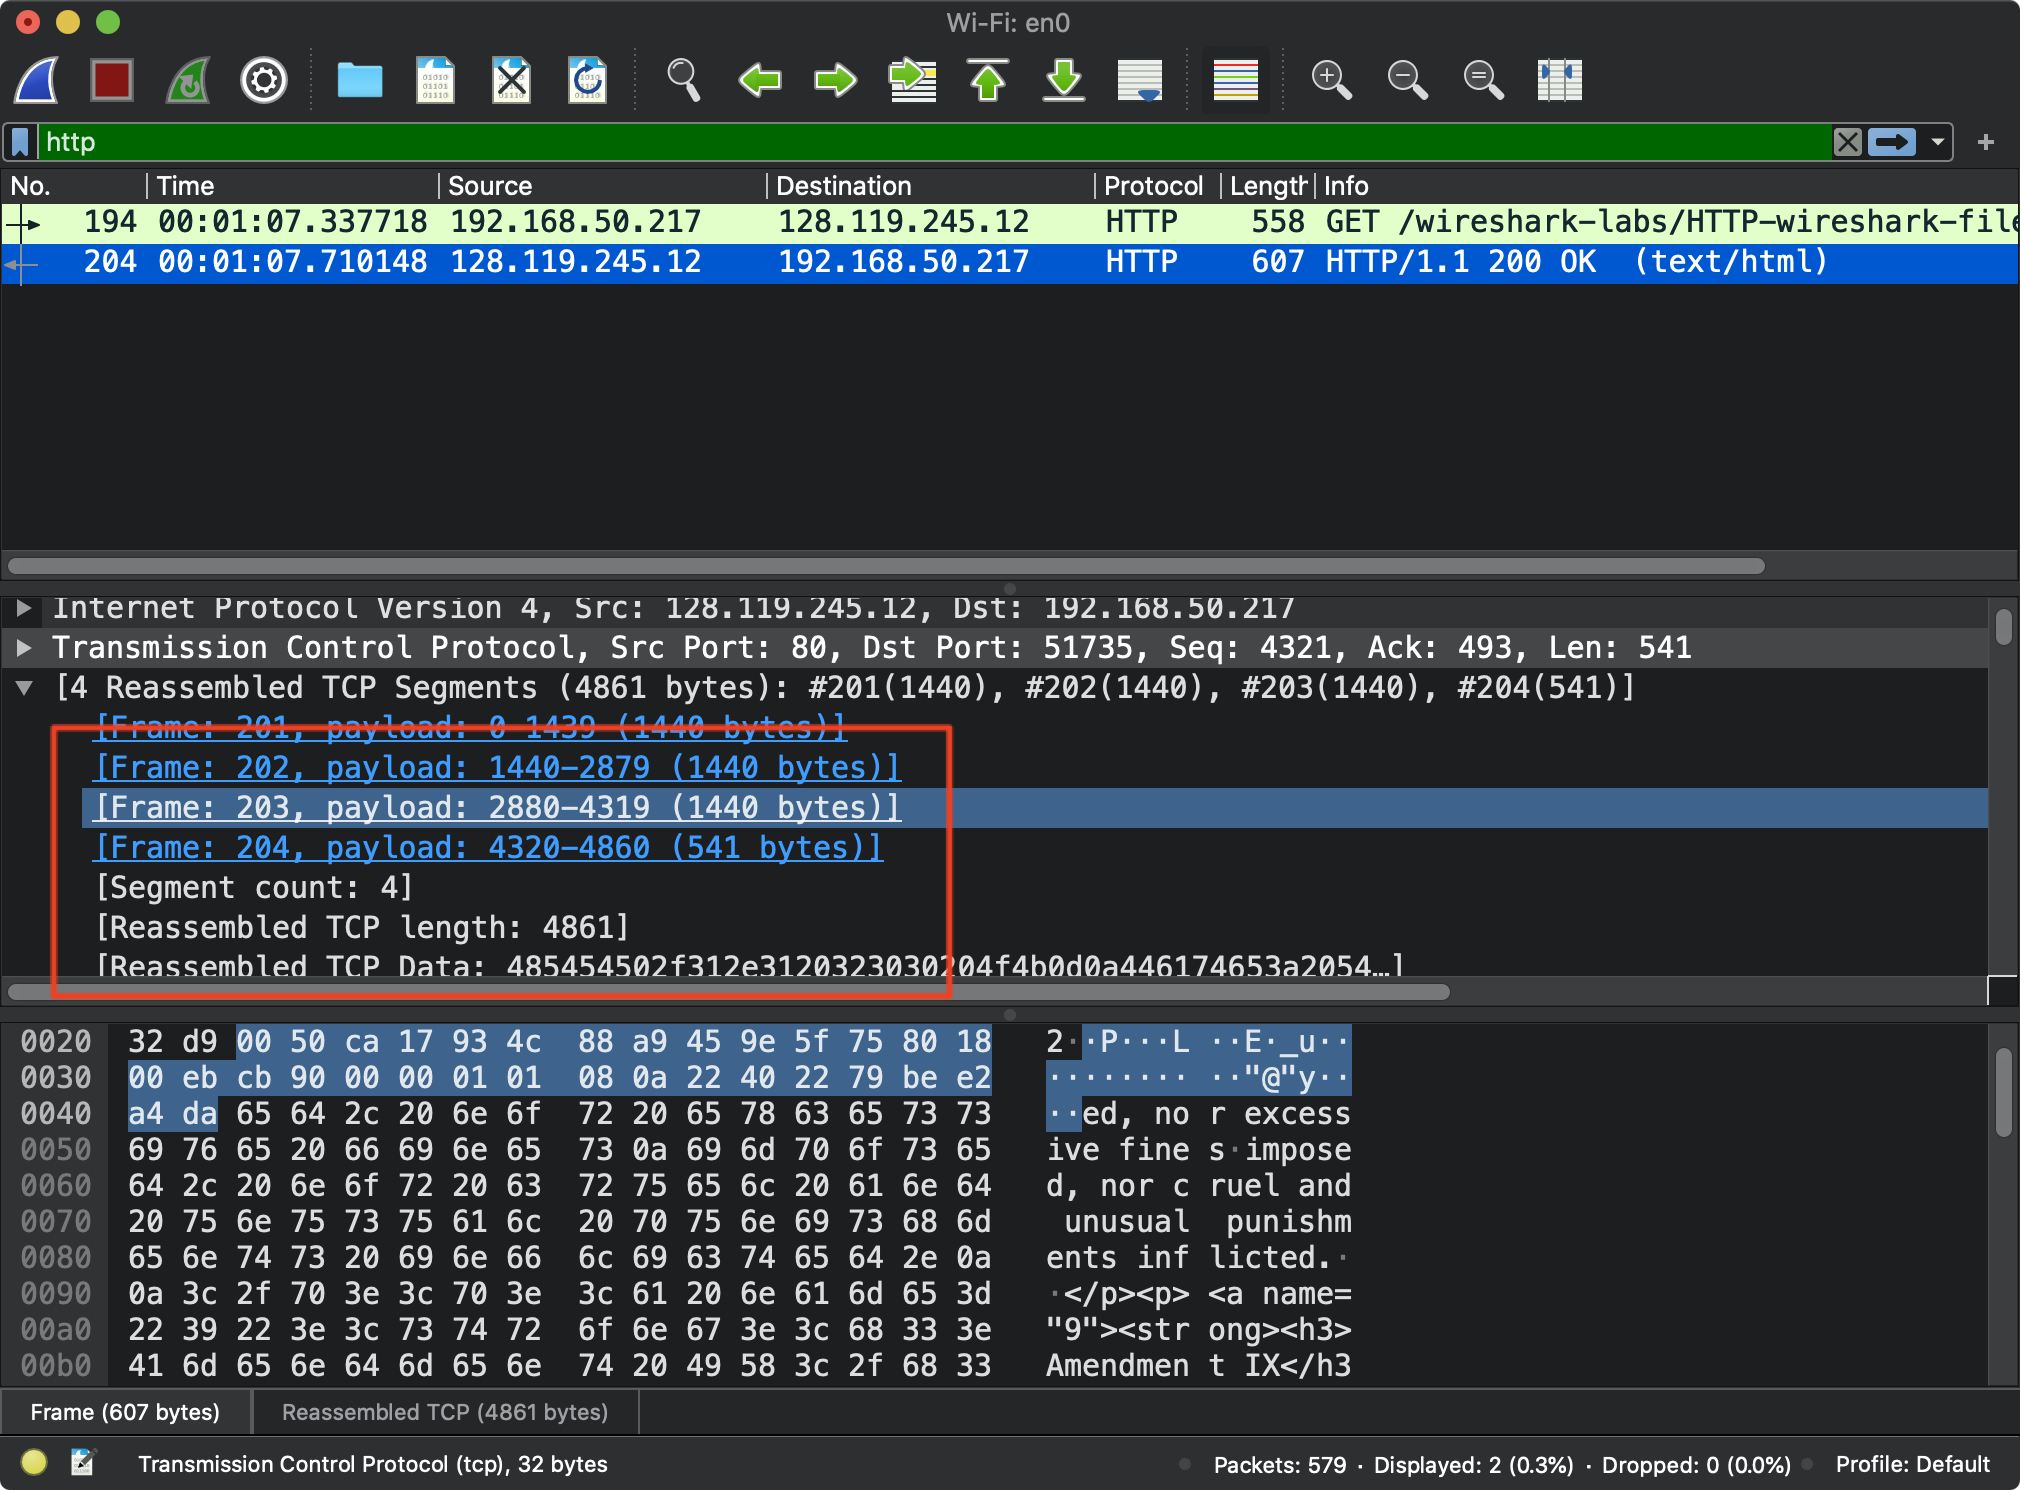 Wi-Fi: en0
http
No. Time Source Destination Protocol Length Info
194 00:01:07.337718 192.168.50.217 128.119.245.12 HTTP 558 GET /wireshark-labs/HTTP-wireshark-file
204 00:01:07.710148 128.119.245.12 192.168.50.217 HTTP 607 HTTP/1.1 200 OK  (text/html)
Internet Protocol Version 4, Src: 128.119.245.12, Dst: 192.168.50.217
Transmission Control Protocol, Src Port: 80, Dst Port: 51735, Seq: 4321, Ack: 493, Len: 541
[4 Reassembled TCP Segments (4861 bytes): #201(1440), #202(1440), #203(1440), #204(541)]
[Frame: 201, payload: 0-1439 (1440 bytes)]
[Frame: 202, payload: 1440-2879 (1440 bytes)]
[Frame: 203, payload: 2880-4319 (1440 bytes)]
[Frame: 204, payload: 4320-4860 (541 bytes)]
[Segment count: 4]
[Reassembled TCP length: 4861]
[Reassembled TCP Data: 485454502f312e3120323030204f4b0d0a446174653a2054…]
0020 32 d9 00 50 ca 17 93 4c 88 a9 45 9e 5f 75 80 18 2··P···L ··E·_u··
0030 00 eb cb 90 00 00 01 01 08 0a 22 40 22 79 be e2 ········ ··"@"y··
0040 a4 da 65 64 2c 20 6e 6f 72 20 65 78 63 65 73 73 ··ed, no r excess
0050 69 76 65 20 66 69 6e 65 73 0a 69 6d 70 6f 73 65 ive fine s·impose
0060 64 2c 20 6e 6f 72 20 63 72 75 65 6c 20 61 6e 64 d, nor c ruel and
0070 20 75 6e 75 73 75 61 6c 20 70 75 6e 69 73 68 6d unusual  punishm
0080 65 6e 74 73 20 69 6e 66 6c 69 63 74 65 64 2e 0a ents inf licted.·
0090 0a 3c 2f 70 3e 3c 70 3e 3c 61 20 6e 61 6d 65 3d ·</p><p> <a name=
00a0 22 39 22 3e 3c 73 74 72 6f 6e 67 3e 3c 68 33 3e "9"><str ong><h3>
00b0 41 6d 65 6e 64 6d 65 6e 74 20 49 58 3c 2f 68 33 Amendmen t IX</h3
Frame (607 bytes) Reassembled TCP (4861 bytes)
Transmission Control Protocol (tcp), 32 bytes Packets: 579 · Displayed: 2 (0.3%) · Dropped: 0 (0.0%) Profile: Default